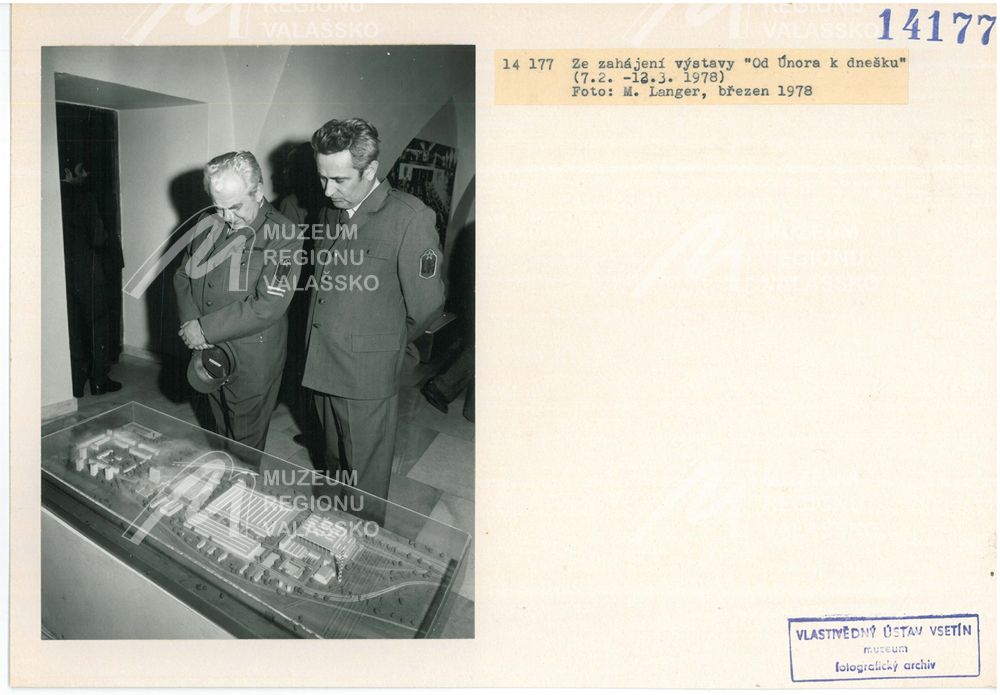 14177
14 177 Ze zahájení výstavy "Od Února k dnešku"
(7.2. -12.3. 1978)
Foto: M. Langer, březen 1978
MUZEUM
REGIONU
VALAŠSKO
MUZEUM
REGIONU
VALAŠSKO
VLASTIVĚDNÝ ÚSTAV VSETÍN
muzeum
fotografický archiv